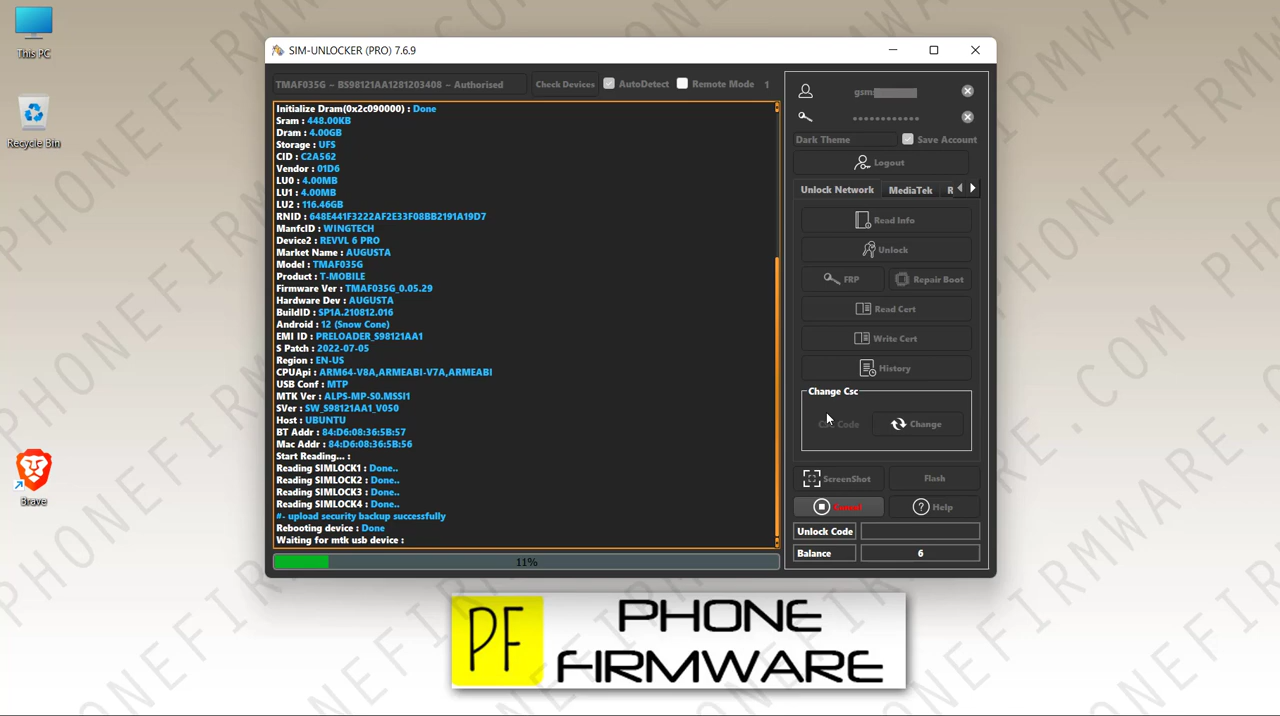 This PC
Recycle Bin
Brave
SIM-UNLOCKER (PRO) 7.6.9
TMAF035G - BS98121AA1281203408 - Authorised
Check Devices
AutoDetect
Remote Mode
1
Initialize Dram(0x2c090000) : Done
Sram : 448.00KB
Dram : 4.00GB
Storage : UFS
CID : C2A562
Vendor : 01D6
LU0 : 4.00MB
LU1 : 4.00MB
LU2 : 116.46GB
RNID : 648E441F3222AF2E33F08BB2191A19D7
ManfcID : WINGTECH
Device2 : REVVL 6 PRO
Market Name : AUGUSTA
Model : TMAF035G
Product : T-MOBILE
Firmware Ver : TMAF035G_0.05.29
Hardware Dev : AUGUSTA
BuildID : SP1A.210812.016
Android : 12 (Snow Cone)
EMI ID : PRELOADER_S98121AA1
S Patch : 2022-07-05
Region : EN-US
CPUApi : ARM64-V8A,ARMEABI-V7A,ARMEABI
USB Conf : MTP
MTK Ver : ALPS-MP-S0.MSSI1
SVer : SW_S98121AA1_V050
Host : UBUNTU
BT Addr : 84:D6:08:36:5B:57
Mac Addr : 84:D6:08:36:5B:56
Start Reading... :
Reading SIMLOCK1 : Done..
Reading SIMLOCK2 : Done..
Reading SIMLOCK3 : Done..
Reading SIMLOCK4 : Done..
#- upload security backup successfully
Rebooting device : Done
Waiting for mtk usb device :
11%
gsm
Dark Theme
Save Account
Logout
Unlock Network
MediaTek
R
Read Info
Unlock
FRP
Repair Boot
Read Cert
Write Cert
History
Change Csc
Csc Code
Change
ScreenShot
Flash
Cancel
Help
Unlock Code
Balance
6
PF
PHONE
FIRMWARE
PHONEFIRMWARE.COM